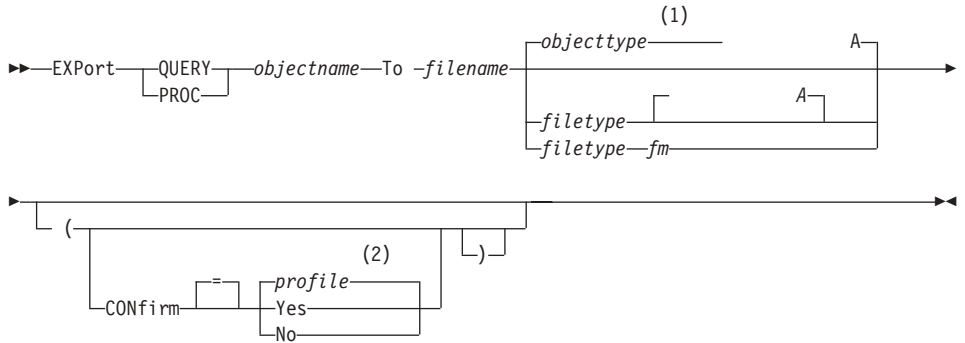 (1)
objecttype A
EXPort QUERY objectname To filename
PROC A
filetype
filetype fm
(
)
(2)
= profile
CONfirm Yes
No